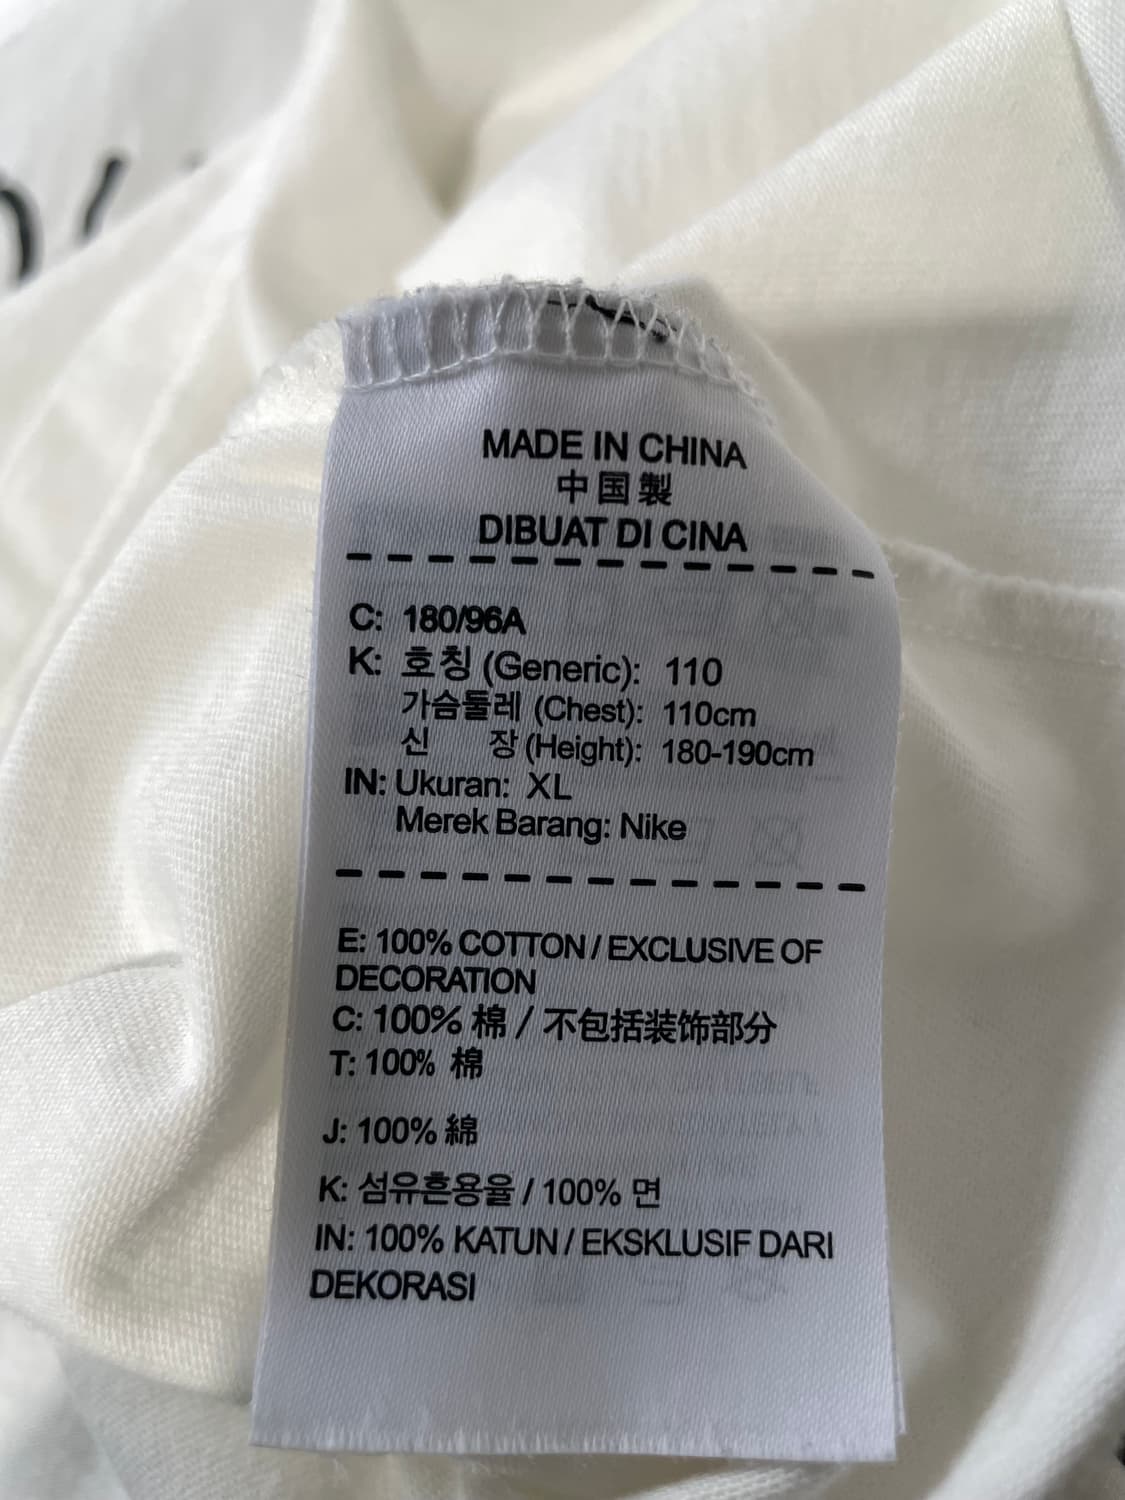 MADE IN CHINA
中国製
DIBUAT DI CINA
C: 180/96A
K: 호칭 (Generic): 110
가슴둘레 (Chest): 110cm
신 장 (Height): 180-190cm
IN: Ukuran: XL
Merek Barang: Nike
E: 100% COTTON / EXCLUSIVE OF
DECORATION
C: 100% 棉 / 不包括装饰部分
T: 100% 棉
J: 100% 綿
K: 섬유흔용율 / 100% 면
IN: 100% KATUN / EKSKLUSIF DARI
DEKORASI